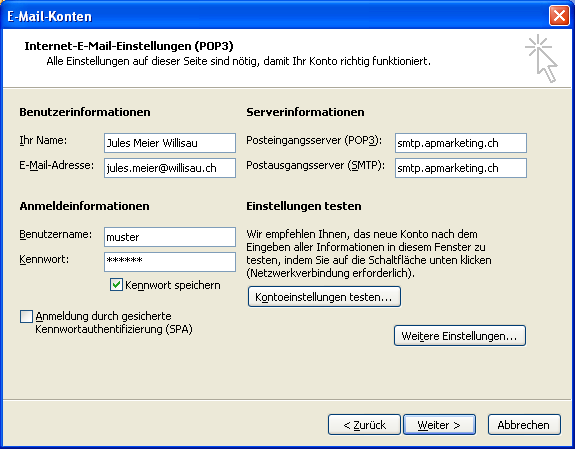 E-Mail-Konten
Internet-E-Mail-Einstellungen (POP3)
Alle Einstellungen auf dieser Seite sind nötig, damit Ihr Konto richtig funktioniert.
Benutzerinformationen
Ihr Name: Jules Meier Willisau
E-Mail-Adresse: jules.meier@willisau.ch
Serverinformationen
Posteingangsserver (POP3): smtp.apmarketing.ch
Postausgangsserver (SMTP): smtp.apmarketing.ch
Anmeldeinformationen
Benutzername: muster
Kennwort: ******
Kennwort speichern
Anmeldung durch gesicherte
Kennwortauthentifizierung (SPA)
Einstellungen testen
Wir empfehlen Ihnen, das neue Konto nach dem
Eingeben aller Informationen in diesem Fenster zu
testen, indem Sie auf die Schaltfläche unten klicken
(Netzwerkverbindung erforderlich).
Kontoeinstellungen testen...
Weitere Einstellungen...
< Zurück
Weiter >
Abbrechen